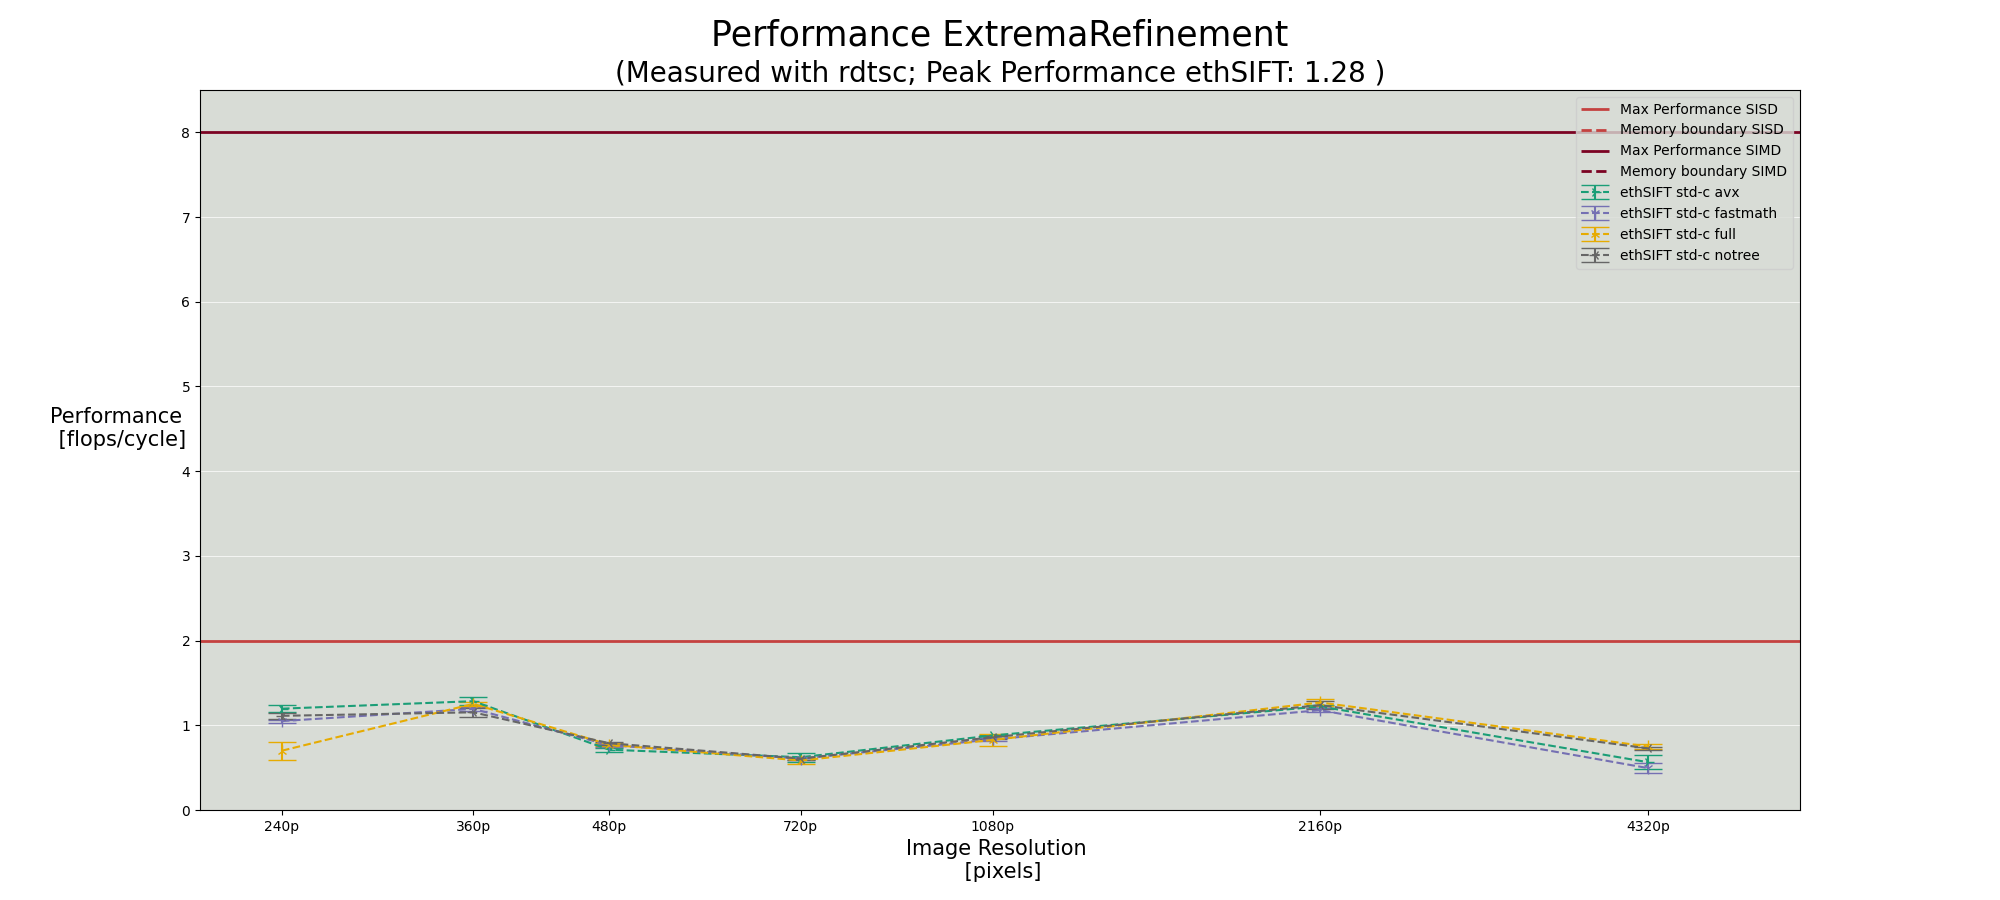 Performance ExtremaRefinement
(Measured with rdtsc; Peak Performance ethSIFT: 1.28 )
Max Performance SISD
Memory boundary SISD
Max Performance SIMD
Memory boundary SIMD
ethSIFT std-c avx
ethSIFT std-c fastmath
ethSIFT std-c full
ethSIFT std-c notree
8
7
6
5
4
3
2
1
0
Performance
[flops/cycle]
240p 360p 480p 720p 1080p 2160p 4320p
Image Resolution
[pixels]